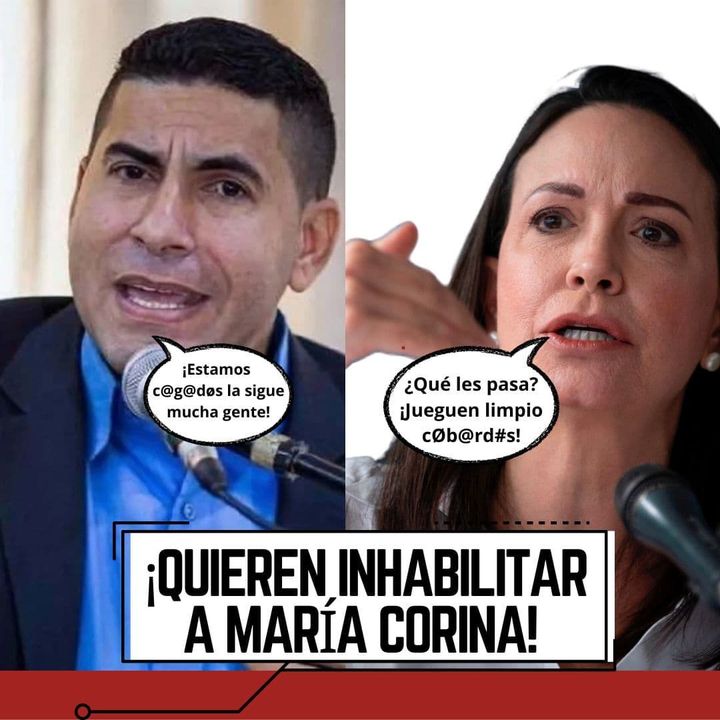 ¡Estamos
c@g@døs la sigue
mucha gente!
¿Qué les pasa?
¡Jueguen limpio
cØb@rd#s!
¡QUIEREN INHABILITAR
A MARÍA CORINA!